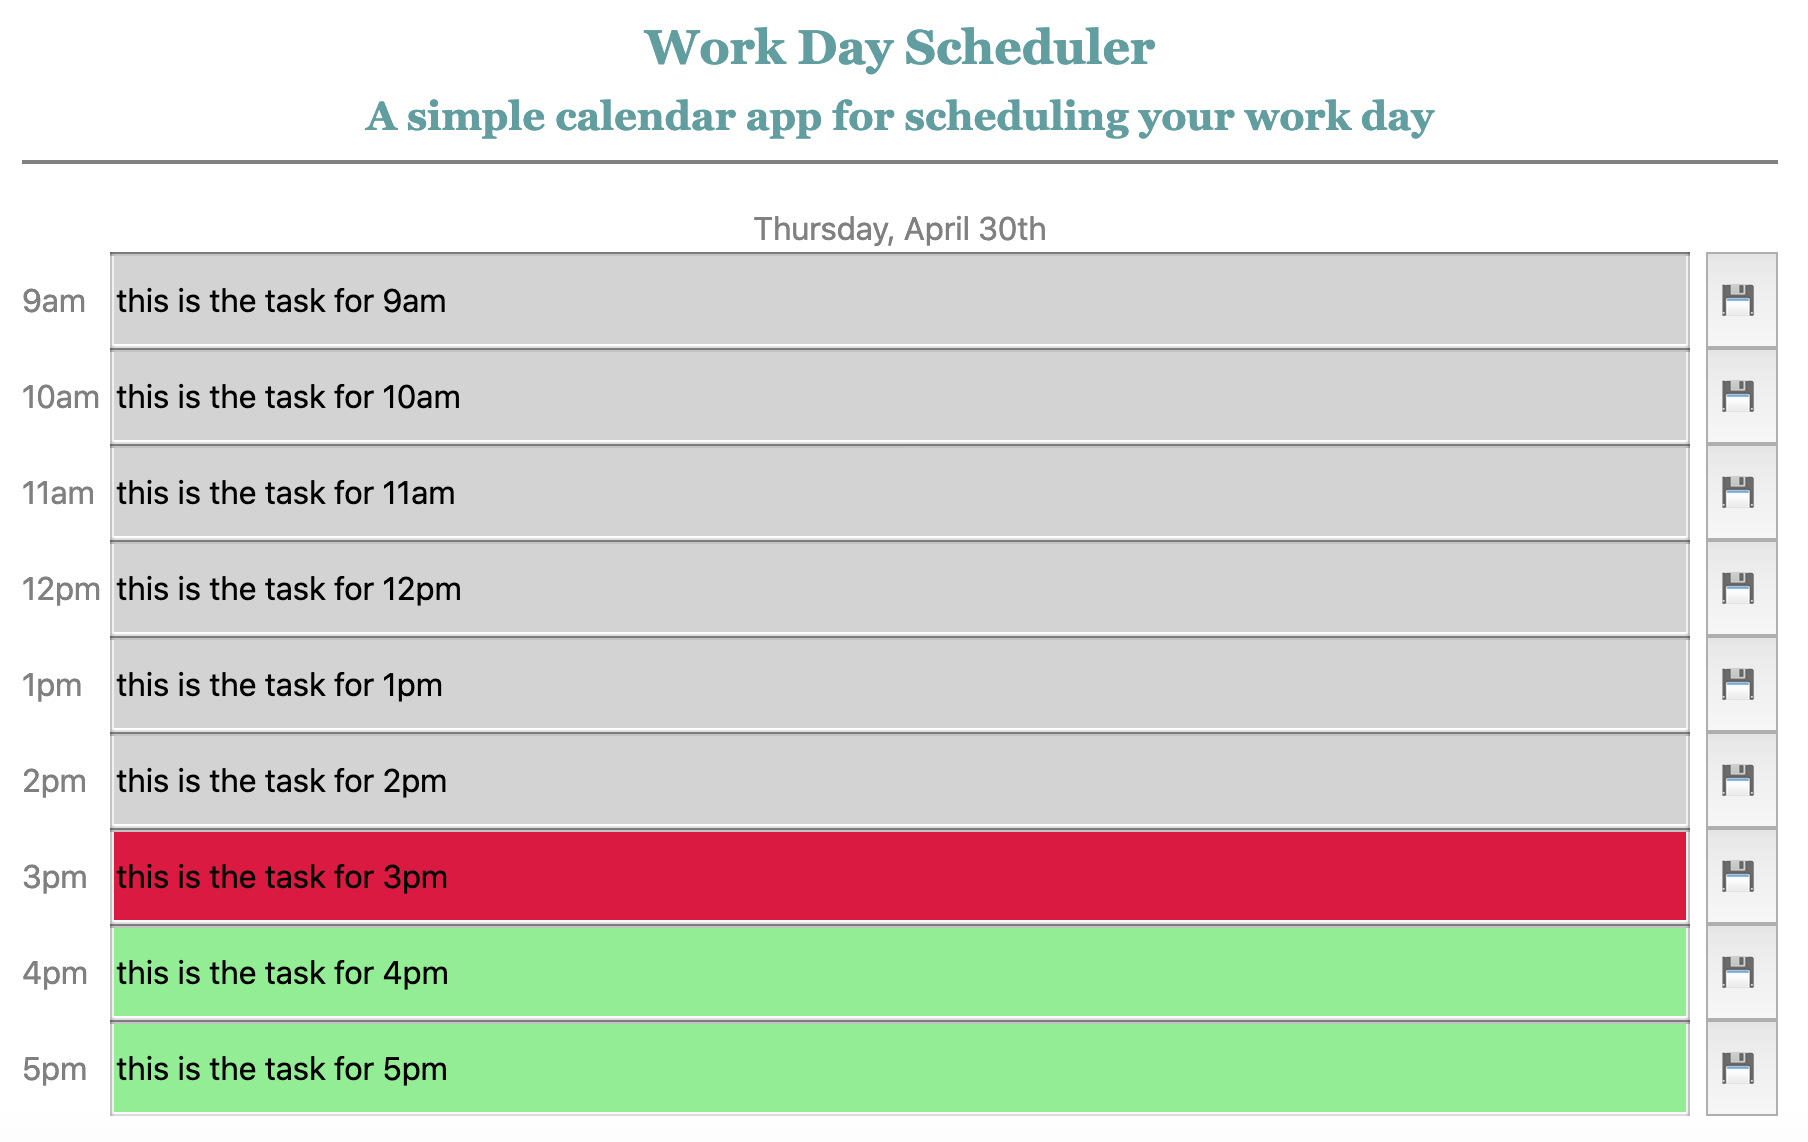 Work Day Scheduler
A simple calendar app for scheduling your work day
Thursday, April 30th
9am this is the task for 9am
10am this is the task for 10am
11am this is the task for 11am
12pm this is the task for 12pm
1pm this is the task for 1pm
2pm this is the task for 2pm
3pm this is the task for 3pm
4pm this is the task for 4pm
5pm this is the task for 5pm